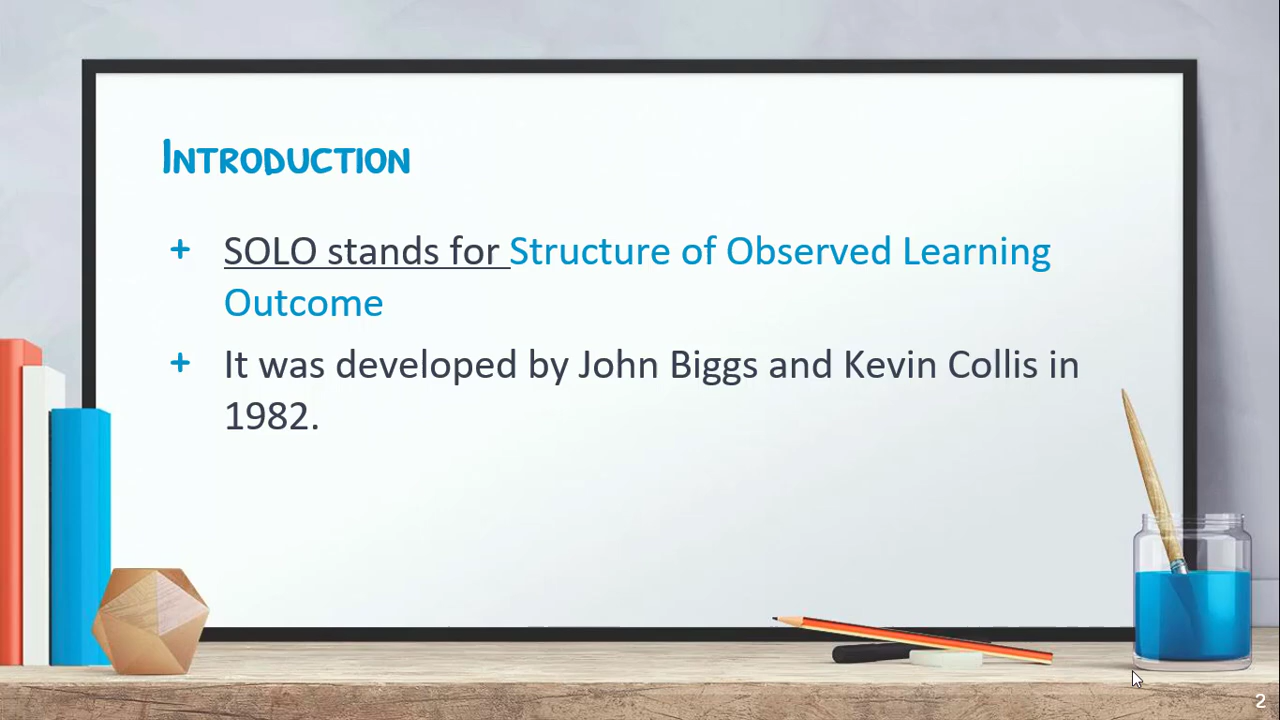 INTRODUCTION
+ SOLO stands for Structure of Observed Learning
Outcome
+ It was developed by John Biggs and Kevin Collis in
1982.
2